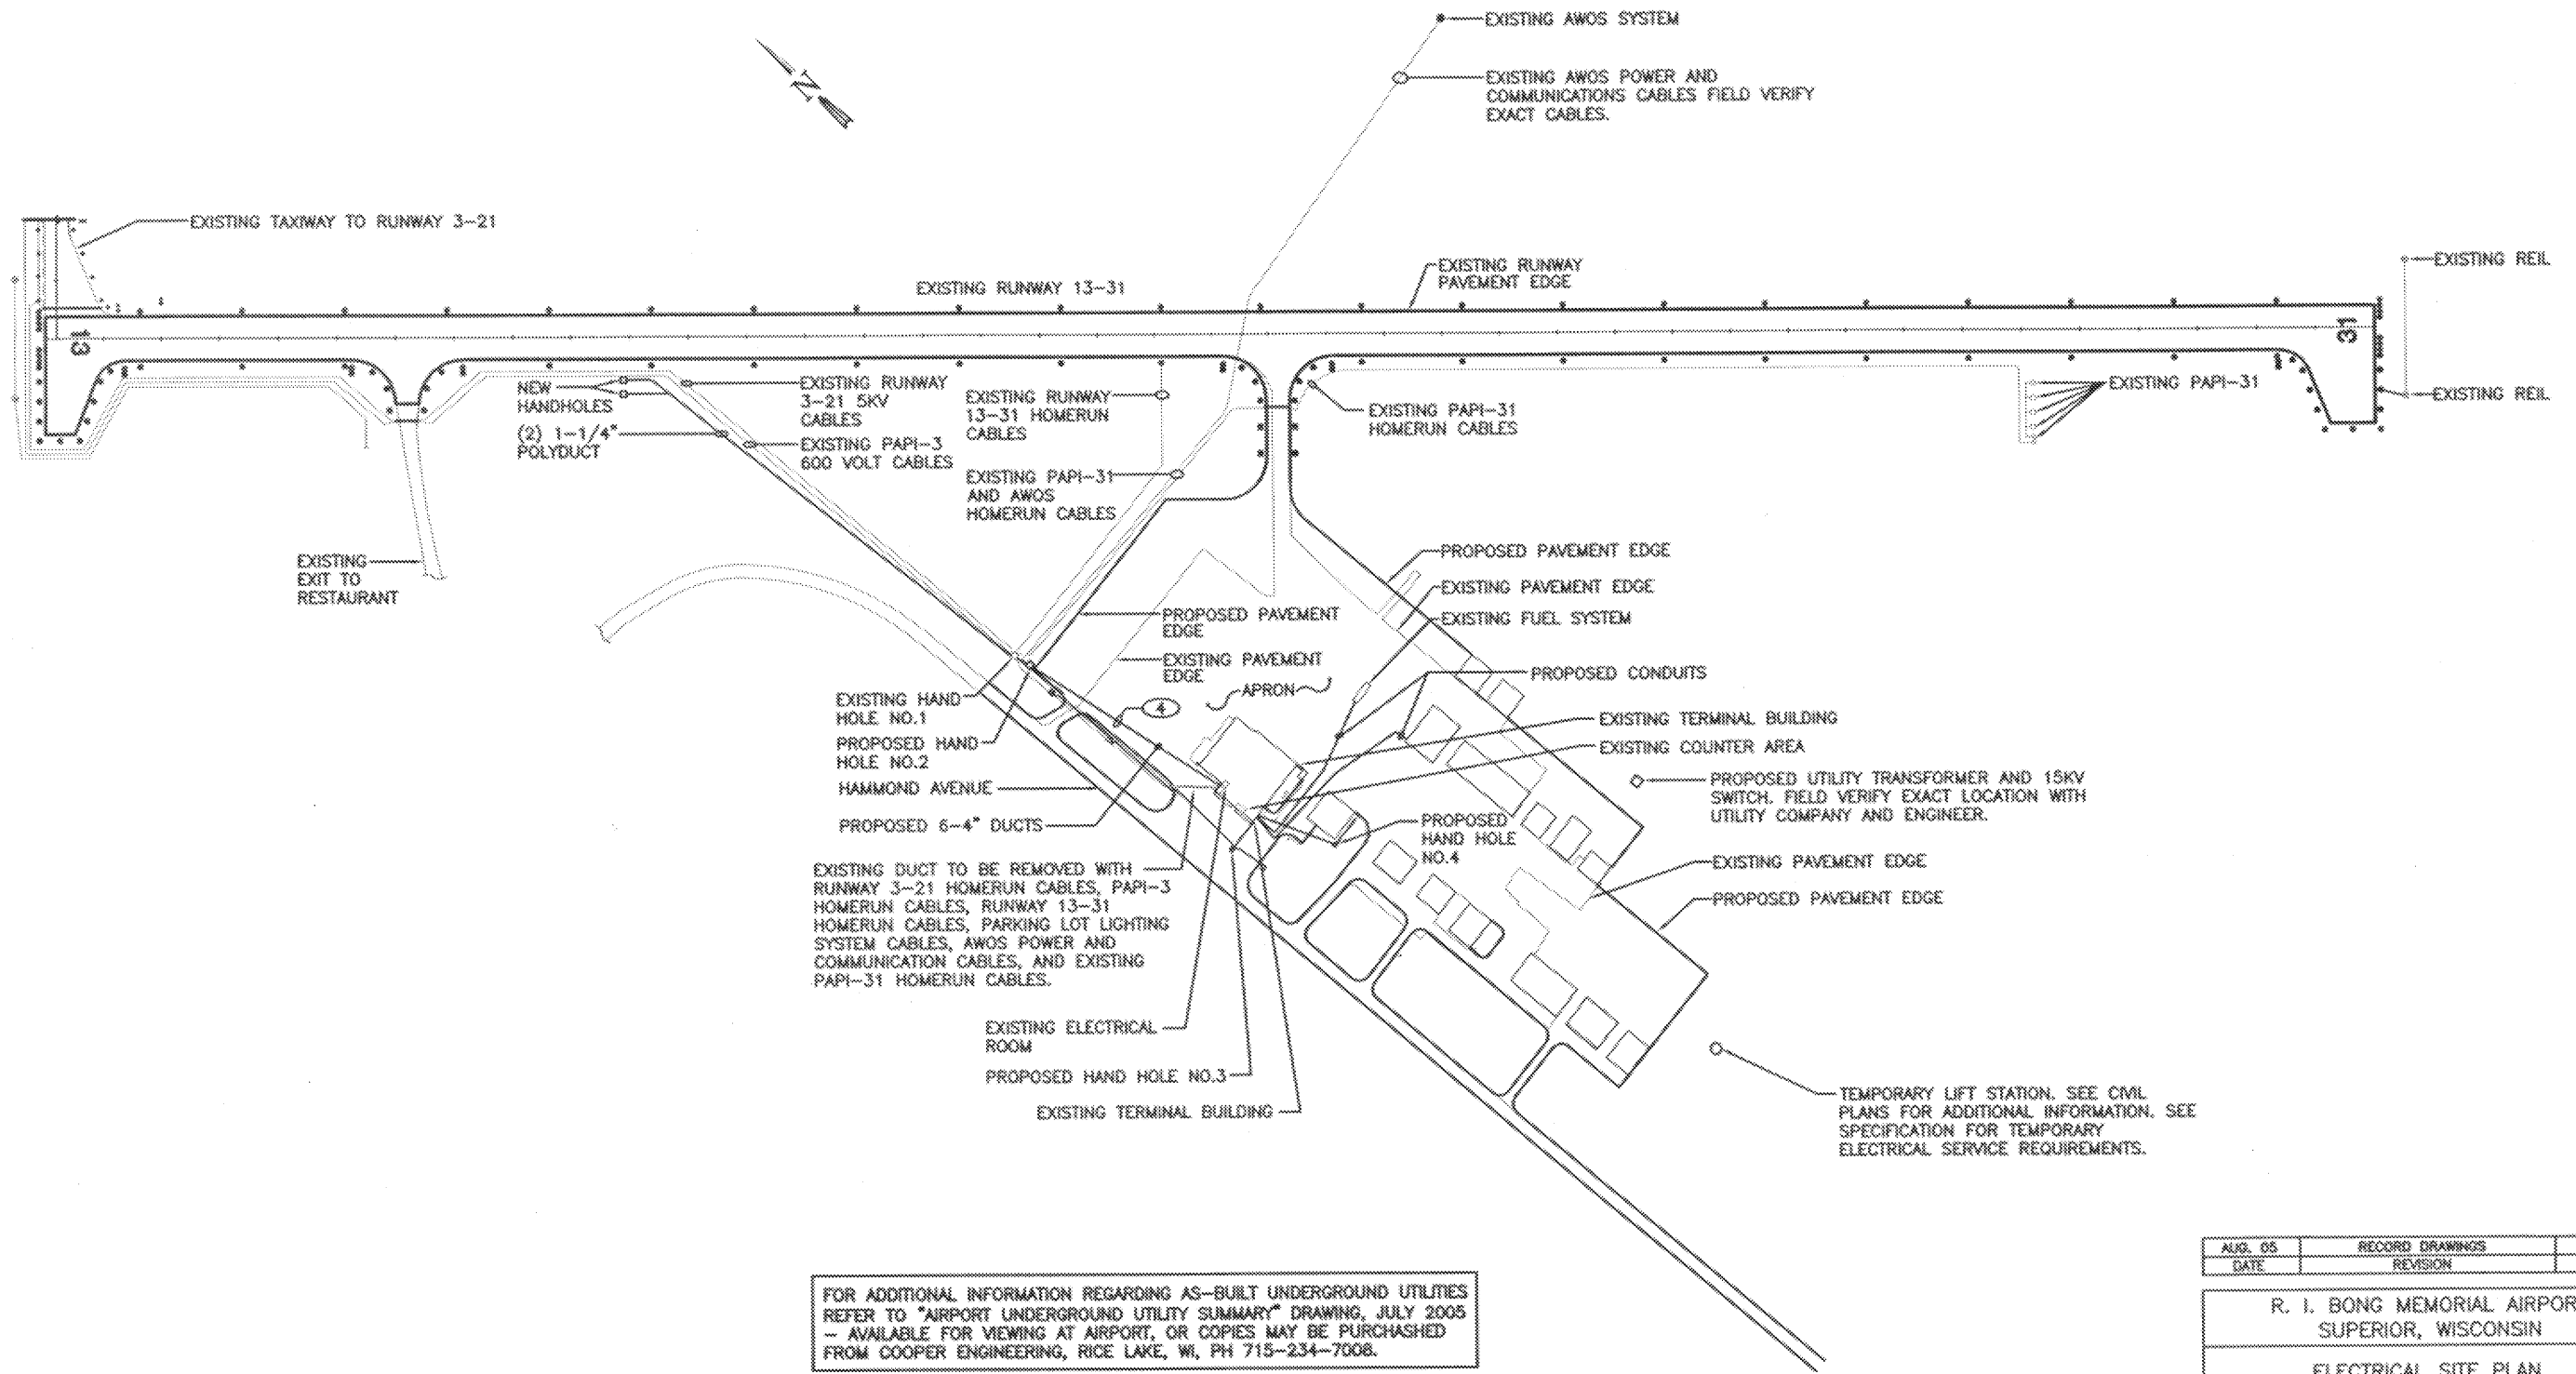 EXISTING AWOS SYSTEM
EXISTING AWOS POWER AND
COMMUNICATIONS CABLES FIELD VERIFY
EXACT CABLES.
N
EXISTING TAXIWAY TO RUNWAY 3-21
EXISTING RUNWAY 13-31
EXISTING RUNWAY
PAVEMENT EDGE
EXISTING REIL
13
31
NEW
HANDHOLES
(2) 1-1/4"
POLYDUCT
EXISTING RUNWAY
3-21 5KV
CABLES
EXISTING PAPI-3
600 VOLT CABLES
EXISTING RUNWAY
13-31 HOMERUN
CABLES
EXISTING PAPI-31
AND AWOS
HOMERUN CABLES
EXISTING PAPI-31
HOMERUN CABLES
EXISTING PAPI-31
EXISTING REIL
EXISTING
EXIT TO
RESTAURANT
PROPOSED PAVEMENT EDGE
EXISTING PAVEMENT EDGE
EXISTING FUEL SYSTEM
PROPOSED PAVEMENT
EDGE
EXISTING PAVEMENT
EDGE
APRON
4
PROPOSED CONDUITS
EXISTING TERMINAL BUILDING
EXISTING COUNTER AREA
EXISTING HAND
HOLE NO.1
PROPOSED HAND
HOLE NO.2
HAMMOND AVENUE
PROPOSED 6-4" DUCTS
PROPOSED UTILITY TRANSFORMER AND 15KV
SWITCH. FIELD VERIFY EXACT LOCATION WITH
UTILITY COMPANY AND ENGINEER.
PROPOSED
HAND HOLE
NO.4
EXISTING PAVEMENT EDGE
PROPOSED PAVEMENT EDGE
EXISTING DUCT TO BE REMOVED WITH
RUNWAY 3-21 HOMERUN CABLES, PAPI-3
HOMERUN CABLES, RUNWAY 13-31
HOMERUN CABLES, PARKING LOT LIGHTING
SYSTEM CABLES, AWOS POWER AND
COMMUNICATION CABLES, AND EXISTING
PAPI-31 HOMERUN CABLES.
EXISTING ELECTRICAL
ROOM
PROPOSED HAND HOLE NO.3
EXISTING TERMINAL BUILDING
TEMPORARY LIFT STATION. SEE CIVIL
PLANS FOR ADDITIONAL INFORMATION. SEE
SPECIFICATION FOR TEMPORARY
ELECTRICAL SERVICE REQUIREMENTS.
FOR ADDITIONAL INFORMATION REGARDING AS-BUILT UNDERGROUND UTILITIES
REFER TO "AIRPORT UNDERGROUND UTILITY SUMMARY" DRAWING, JULY 2005
- AVAILABLE FOR VIEWING AT AIRPORT, OR COPIES MAY BE PURCHASHED
FROM COOPER ENGINEERING, RICE LAKE, WI, PH 715-234-7008.
AUG. 05 RECORD DRAWINGS
DATE REVISION
R. I. BONG MEMORIAL AIRPOR
SUPERIOR, WISCONSIN
ELECTRICAL SITE PLAN